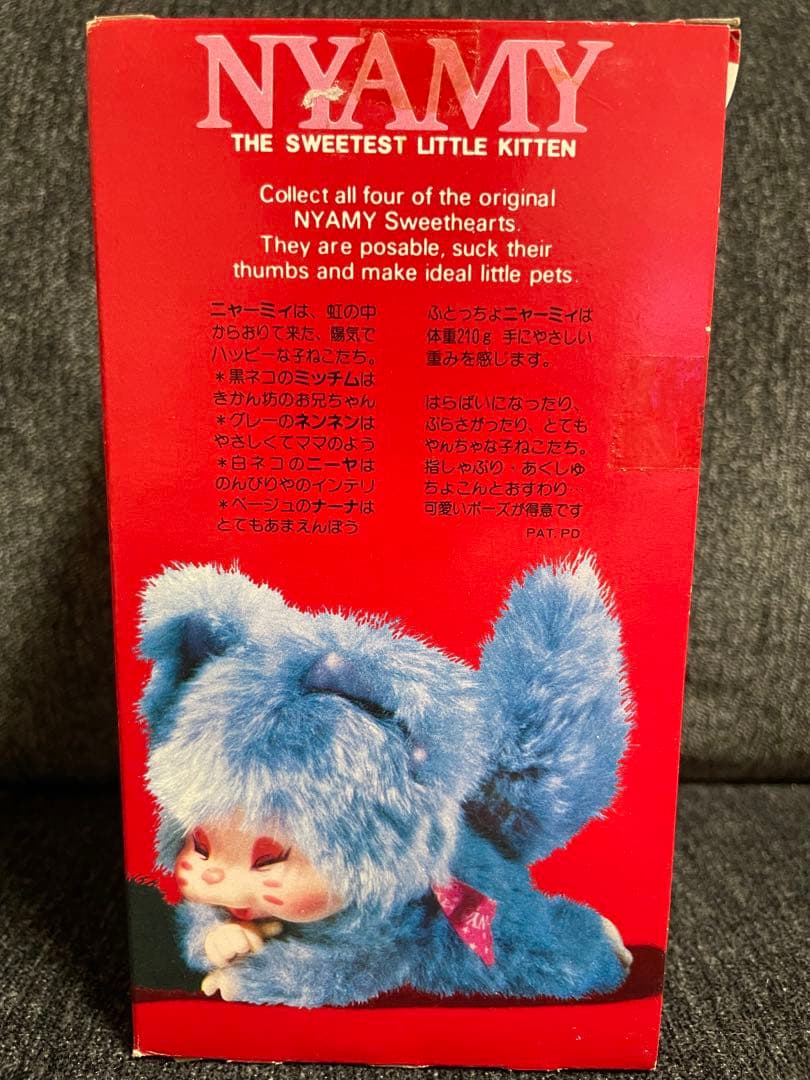 NYAMY
THE SWEETEST LITTLE KITTEN
Collect all four of the original
NYAMY Sweethearts.
They are posable, suck their
thumbs and make ideal little pets.
ニャーミィは、虹の中
からおりて来た、陽気で
ハッピーな子ねこたち。
*黒ネコのミッチムは
きかん坊のお兄ちゃん
*グレーのネンネンは
やさしくてママのよう
*白ネコのニーヤは
のんびりやのインテリ
*ベージュのナーナは
とてもあまえんぼう
ふとっちょニャーミィは
体重210g 手にやさしい
重みを感じます。
はらばいになったり、
ぶらさがったり、とても
やんちゃな子ねこたち。
指しゃぶり・あくしゅ
ちょこんとおすわり…
可愛いポーズが得意です
PAT. PD